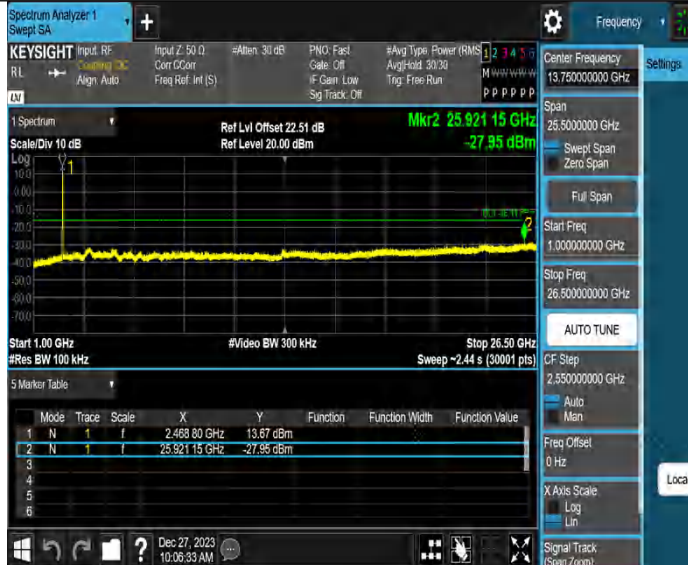 Spectrum Analyzer 1
Swept SA
+
Frequency
KEYSIGHT
Input: RF
Coupling: DC
Align: Auto
Input Z: 50 Ω
Corr CCorr
Freq Ref: Int (S)
#Atten: 30 dB
PNO: Fast
Gate: Off
IF Gain: Low
Sig Track: Off
#Avg Type: Power (RMS
Avg|Hold: 30/30
Trig: Free Run
1 2 3 4 5 6
M W W W W W
P P P P P P
RL
LXI
1 Spectrum
Scale/Div 10 dB
Ref Lvl Offset 22.51 dB
Ref Level 20.00 dBm
Mkr2 25.921 15 GHz
-27.95 dBm
Log
10.0
0.00
-10.0
-20.0
-30.0
-40.0
-50.0
-60.0
-70.0
1
2
Start 1.00 GHz
#Res BW 100 kHz
#Video BW 300 kHz
Stop 26.50 GHz
Sweep ~2.44 s (30001 pts)
5 Marker Table
Mode Trace Scale X Y Function Function Width Function Value
1 N 1 f 2.468 80 GHz 13.67 dBm
2 N 1 f 25.921 15 GHz -27.95 dBm
3
4
5
6
?
Dec 27, 2023
10:06:33 AM
Center Frequency
13.750000000 GHz
Settings
Span
25.5000000 GHz
Swept Span
Zero Span
Full Span
Start Freq
1.000000000 GHz
Stop Freq
26.500000000 GHz
AUTO TUNE
CF Step
2.550000000 GHz
Auto
Man
Freq Offset
0 Hz
X Axis Scale
Log
Lin
Loca
Signal Track
(Span Zoom)